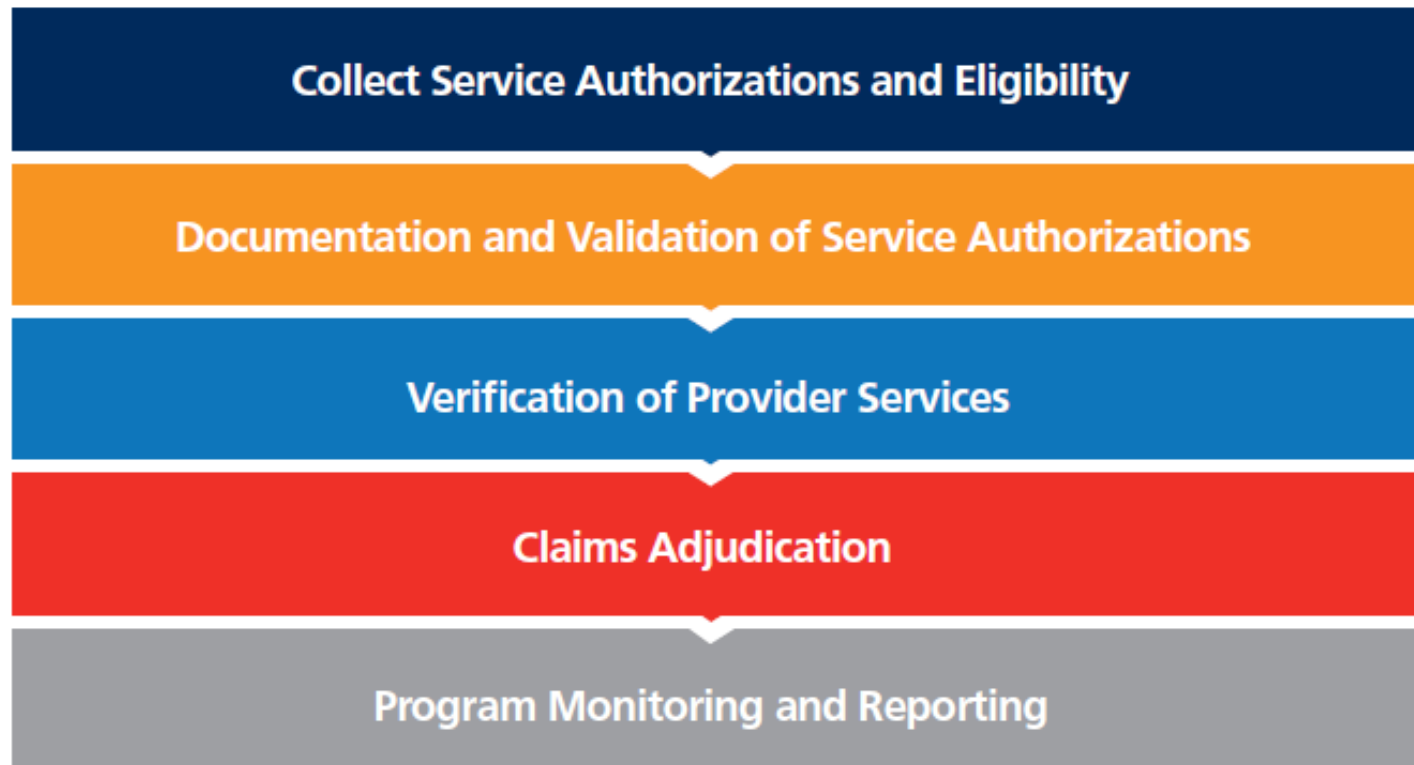 Collect Service Authorizations and Eligibility
Documentation and Validation of Service Authorizations
Verification of Provider Services
Claims Adjudication
Program Monitoring and Reporting